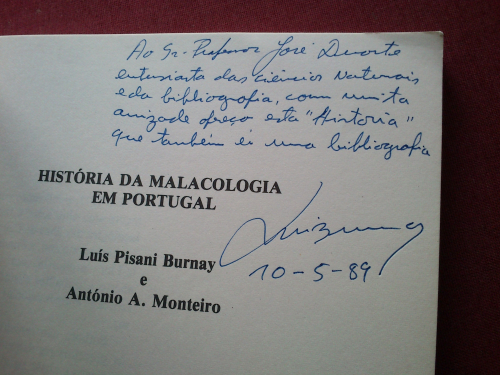 Ao Sr. Professor José Duarte
entusiasta das ciências Naturais
e da bibliografia, com muita
amizade ofereço esta "História"
que também é uma bibliografia
HISTÓRIA DA MALACOLOGIA
EM PORTUGAL
Luís Pisani Burnay
e
António A. Monteiro
10-5-89